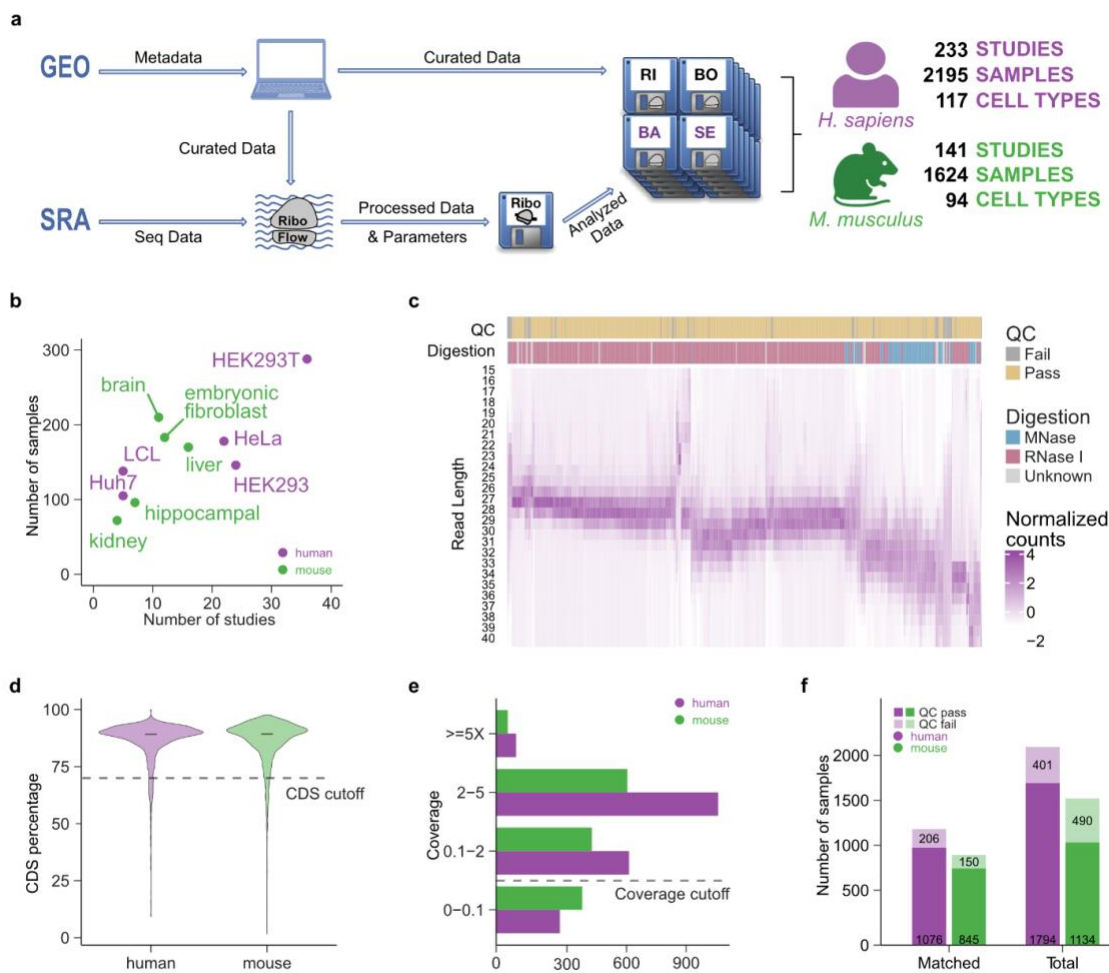 a
GEO
Metadata
Curated Data
Curated Data
SRA
Seq Data
Ribo
Flow
Processed Data
& Parameters
Ribo
Analyzed
Data
RI
BO
BA
SE
H. sapiens
233 STUDIES
2195 SAMPLES
117 CELL TYPES
M. musculus
141 STUDIES
1624 SAMPLES
94 CELL TYPES
b
Number of samples
300
200
100
0
0 10 20 30 40
Number of studies
HEK293T
brain
embryonic
fibroblast
HeLa
LCL
liver
HEK293
Huh7
hippocampal
kidney
human
mouse
c
QC
Digestion
Read Length
15
16
17
18
19
20
21
22
23
24
25
26
27
28
29
30
31
32
33
34
35
36
37
38
39
40
QC
Fail
Pass
Digestion
MNase
RNase I
Unknown
Normalized
counts
4
2
0
−2
d
CDS percentage
100
75
50
25
0
CDS cutoff
human mouse
e
Coverage
>=5X
2−5
0.1−2
0−0.1
Coverage cutoff
human
mouse
0 300 600 900
f
Number of samples
2000
1500
1000
500
0
QC pass
QC fail
human
mouse
206
150
401
490
1076
845
1794
1134
Matched Total